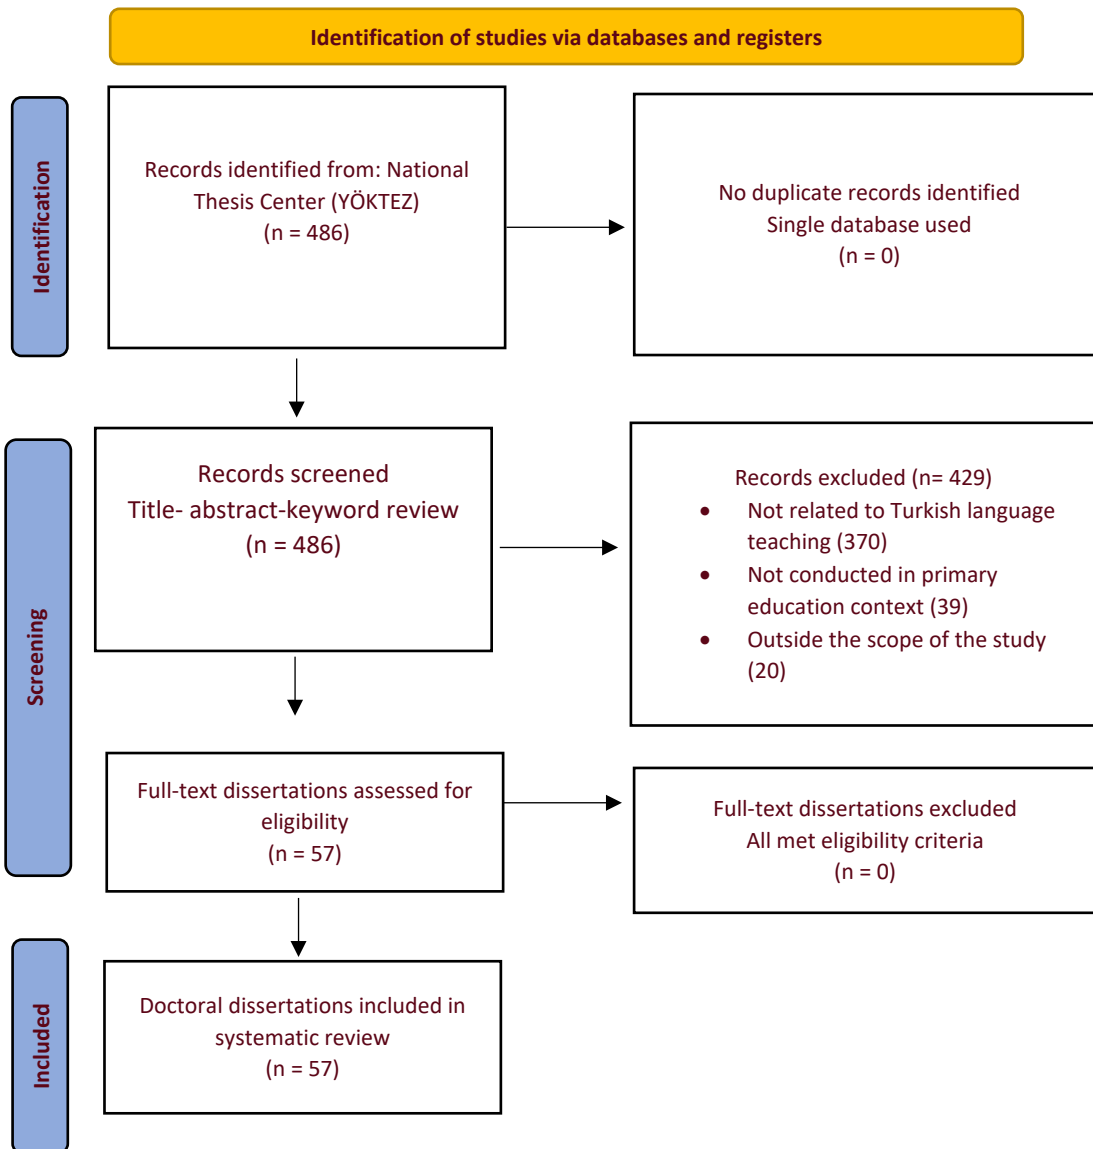 Identification of studies via databases and registers
Identification
Records identified from: National
Thesis Center (YÖKTEZ)
(n = 486)
No duplicate records identified
Single database used
(n = 0)
Screening
Records screened
Title- abstract-keyword review
(n = 486)
Records excluded (n= 429)
• Not related to Turkish language
teaching (370)
• Not conducted in primary
education context (39)
• Outside the scope of the study
(20)
Full-text dissertations assessed for
eligibility
(n = 57)
Full-text dissertations excluded
All met eligibility criteria
(n = 0)
Included
Doctoral dissertations included in
systematic review
(n = 57)